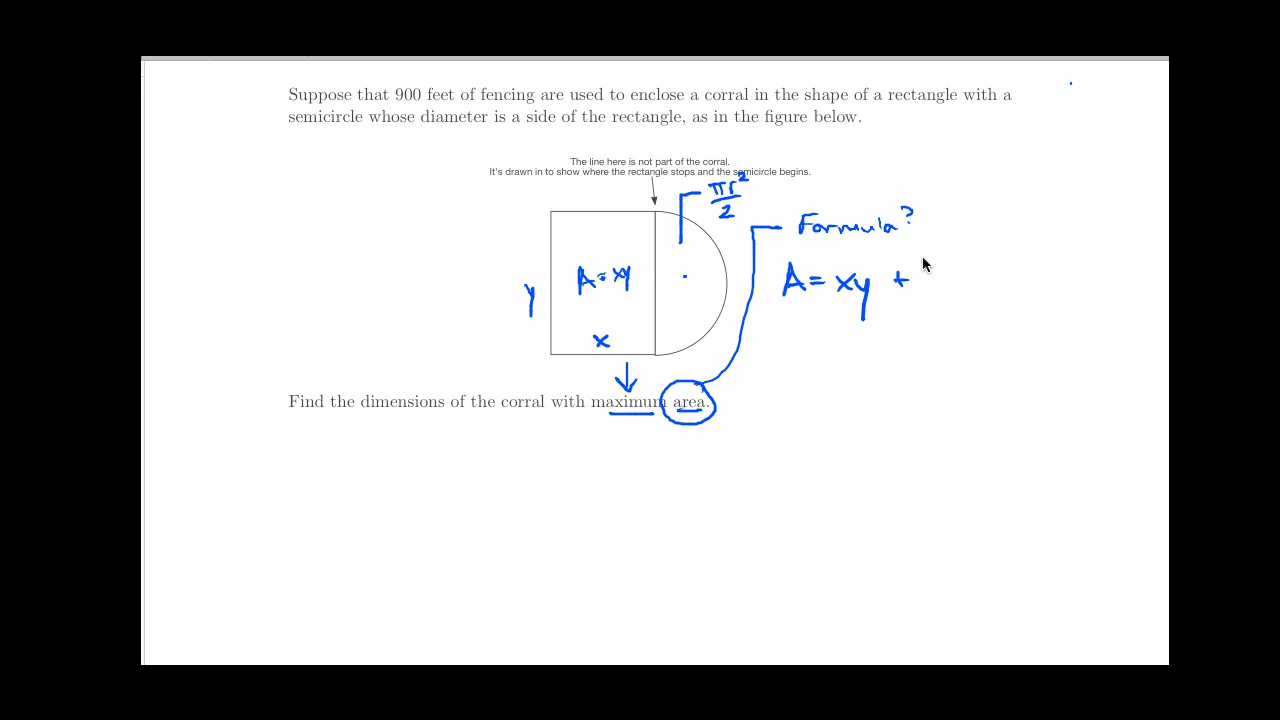 Suppose that 900 feet of fencing are used to enclose a corral in the shape of a rectangle with a
semicircle whose diameter is a side of the rectangle, as in the figure below.
The line here is not part of the corral.
It's drawn in to show where the rectangle stops and the semicircle begins.
πr²/2
Formula?
A = xy
A = xy +
y
x
Find the dimensions of the corral with maximum area.